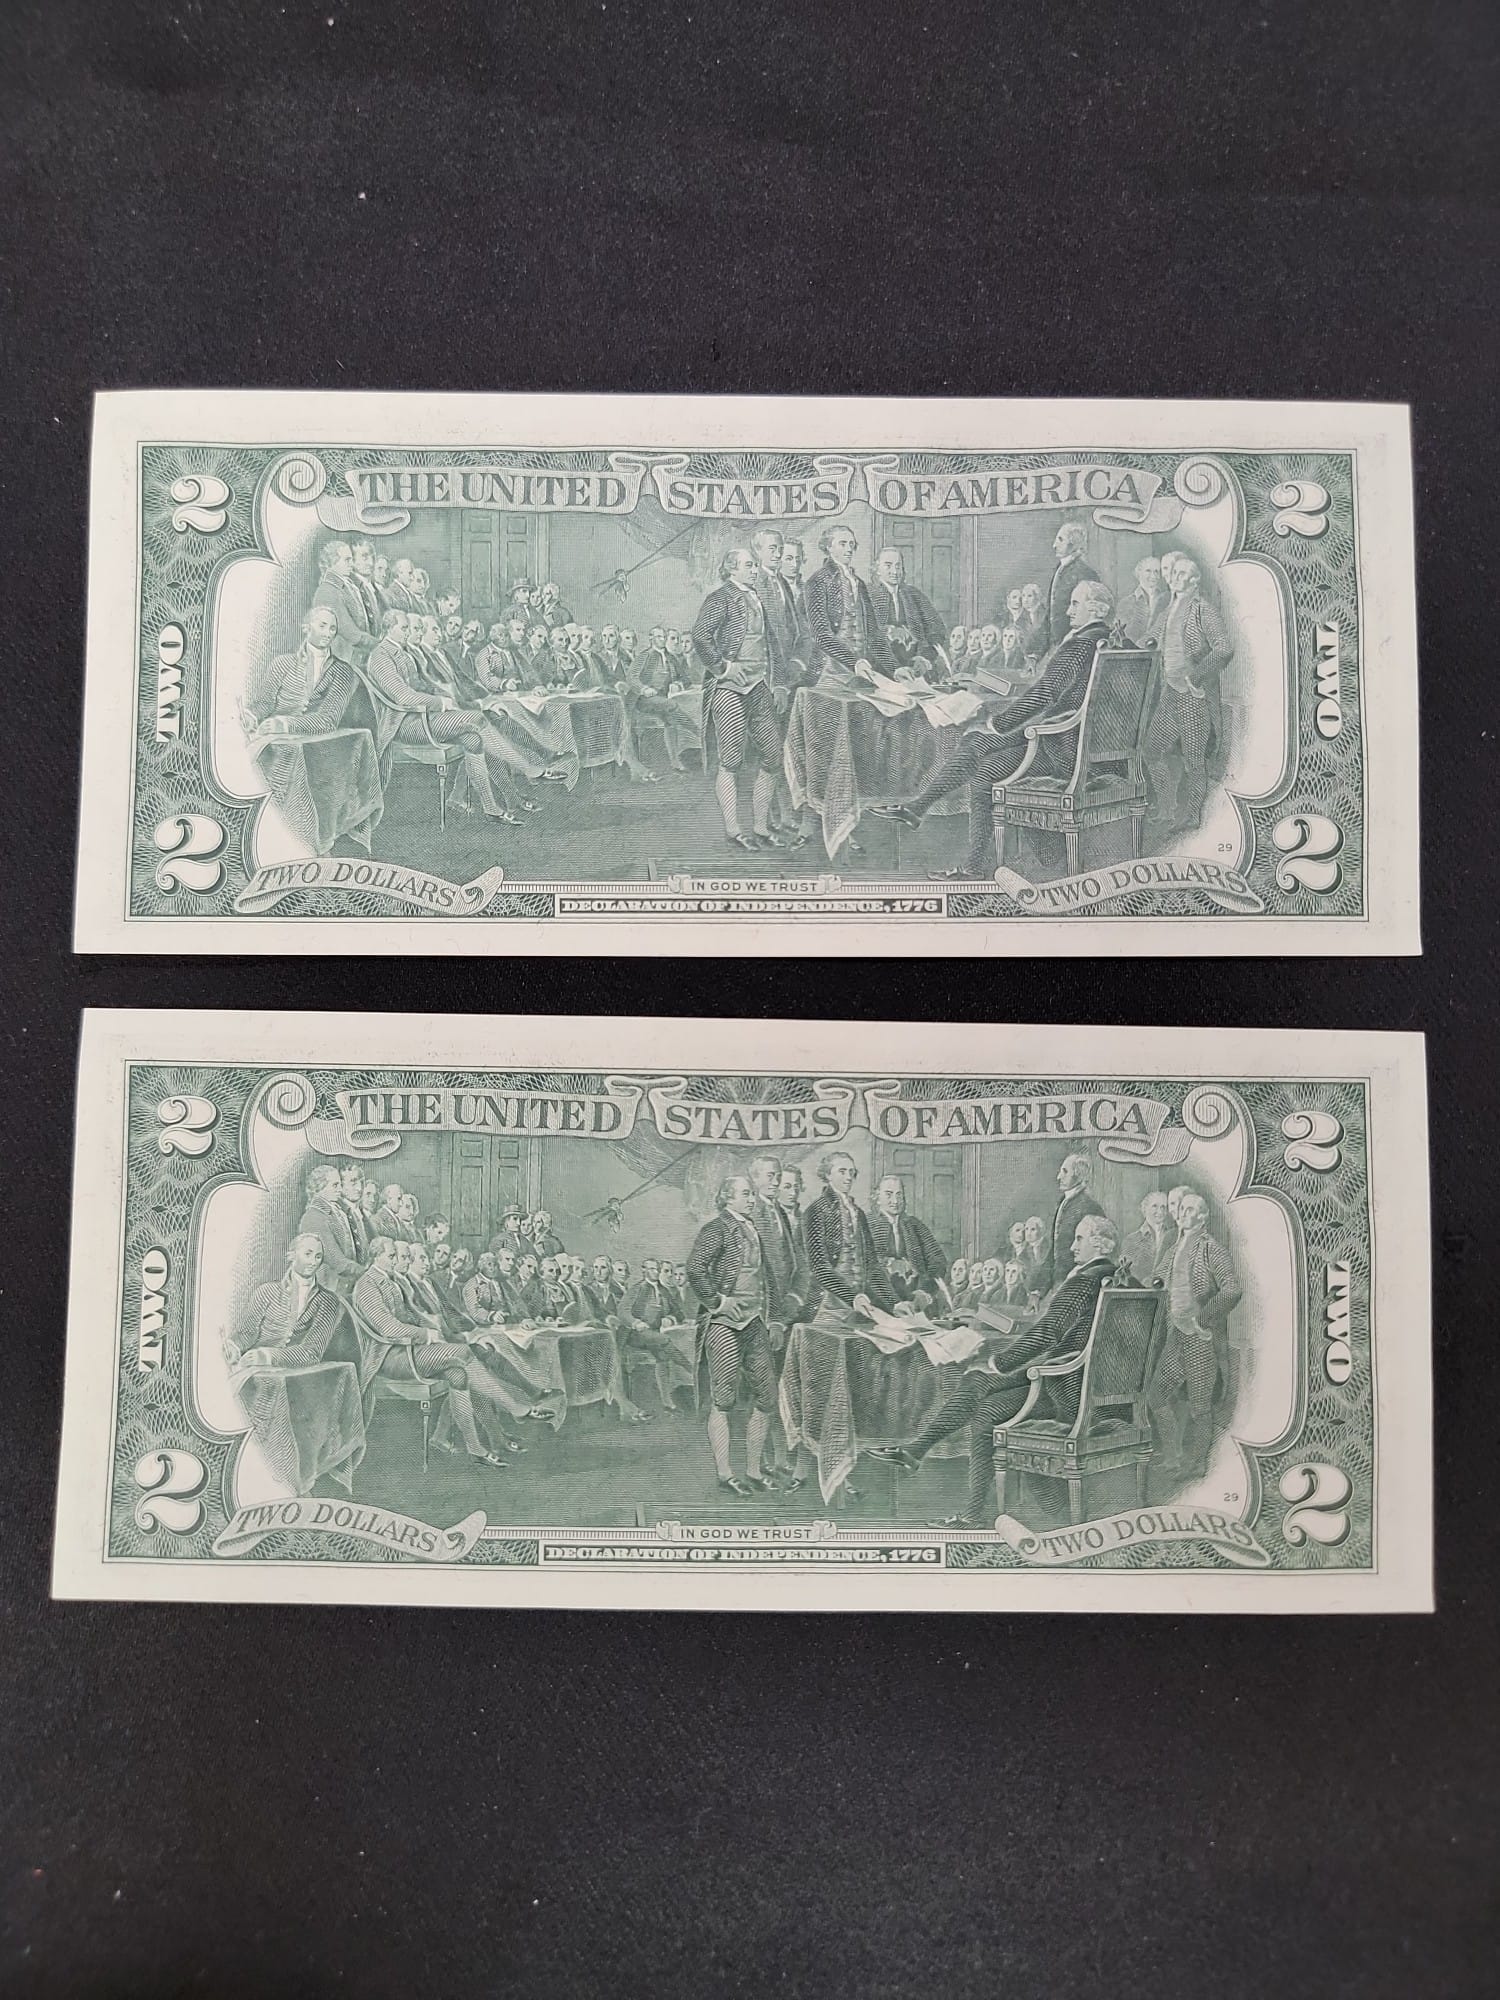 2 THE UNITED STATES OF AMERICA 2
TWO TWO
29
2 TWO DOLLARS IN GOD WE TRUST TWO DOLLARS 2
DECLARATION OF INDEPENDENCE, 1776
2 THE UNITED STATES OF AMERICA 2
TWO TWO
29
2 TWO DOLLARS IN GOD WE TRUST TWO DOLLARS 2
DECLARATION OF INDEPENDENCE, 1776